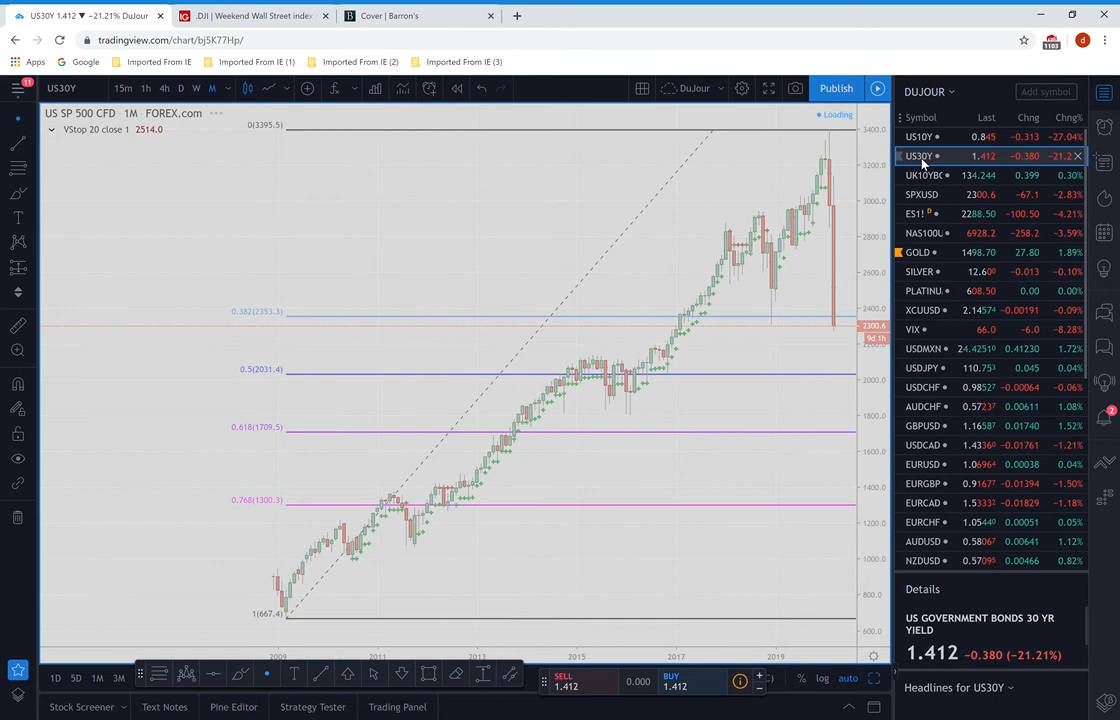 US30Y 1.412 ▼ −21.21% DuJour
.DJI | Weekend Wall Street index
Cover | Barron's
tradingview.com/chart/bj5K77Hp/
1103
d
Apps Google Imported From IE Imported From IE (1) Imported From IE (2) Imported From IE (3)
11
US30Y 15m 1h 4h D W M DuJour Publish
DUJOUR Add symbol
US SP 500 CFD 1M FOREX.com
Loading
VStop 20 close 1 2514.0
Symbol Last Chng Chng%
US10Y 0.845 −0.313 −27.04%
US30Y 1.412 −0.380 −21.2
UK10YBC 134.244 0.399 0.30%
SPXUSD 2300.6 −67.1 −2.83%
ES1! D 2288.50 −100.50 −4.21%
NAS100U 6928.2 −258.2 −3.59%
GOLD 1498.70 27.80 1.89%
SILVER 12.600 −0.013 −0.10%
PLATINU. 608.50 0.00 0.00%
XCUUSD 2.14574 −0.00191 −0.09%
VIX 66.0 −6.0 −8.28%
USDMXN 24.42510 0.41230 1.72%
USDJPY 110.753 0.045 0.04%
USDCHF 0.98527 −0.00064 −0.06%
AUDCHF 0.57237 0.00611 1.08%
GBPUSD 1.16587 0.01740 1.52%
USDCAD 1.43360 −0.01761 −1.21%
EURUSD 1.06964 0.00038 0.04%
EURGBP 0.91677 −0.01394 −1.50%
EURCAD 1.53332 −0.01829 −1.18%
EURCHF 1.05440 0.00051 0.05%
AUDUSD 0.58067 0.00641 1.12%
NZDUSD 0.57095 0.00466 0.82%
2
0(3395.5)
0.382(2353.3)
0.5(2031.4)
0.618(1709.5)
0.768(1300.3)
1(667.4)
3400.0
3200.0
3000.0
2800.0
2600.0
2400.0
2300.6
9d 1h
2000.0
1800.0
1600.0
1400.0
1200.0
1000.0
800.0
600.0
2009 2011 2013 2015 2017 2019
Details
US GOVERNMENT BONDS 30 YR
YIELD
1.412 −0.380 (−21.21%)
Headlines for US30Y
1D 5D 1M 3M
SELL
1.412
0.000
BUY
1.412
% log auto
Stock Screener Text Notes Pine Editor Strategy Tester Trading Panel